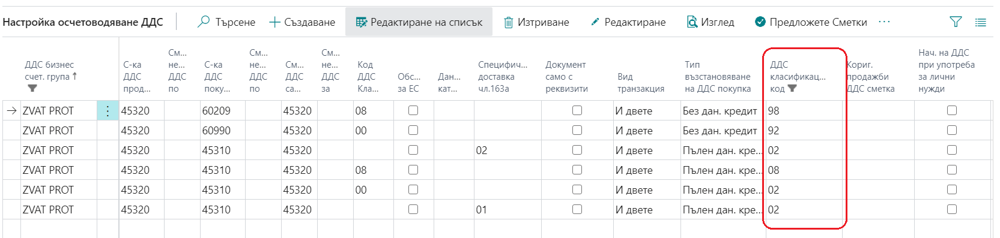 Настройка осчетоводяване ДДС Търсене Създаване Редактиране на списък Изтриване Редактиране Изглед Предложете Сметки ...
ДДС бизнес счет. група↑
С-ка ДДС прод...
См... не... ДДС по
С-ка ДДС поку...
См... не... ДДС по
См... ДДС са...
См... не... ДДС за
Код ДДС Кла...
Обс... за ЕС
Дан... кат...
Специфич... доставка чл.163а
Документ само с реквизити
Вид транзакция
Тип възстановяване на ДДС покупка
ДДС класификац... код
Кориг. продажби ДДС сметка
Нач. на ДДС при употреба за лични нужди
→ ZVAT PROT 45320 60209 45320 08 И двете Без дан. кредит 98
ZVAT PROT 45320 60990 45320 00 И двете Без дан. кредит 92
ZVAT PROT 45320 45310 45320 02 И двете Пълен дан. кре... 02
ZVAT PROT 45320 45310 45320 08 И двете Пълен дан. кре... 08
ZVAT PROT 45320 45310 45320 00 И двете Пълен дан. кре... 02
ZVAT PROT 45320 45310 45320 01 И двете Пълен дан. кре... 02